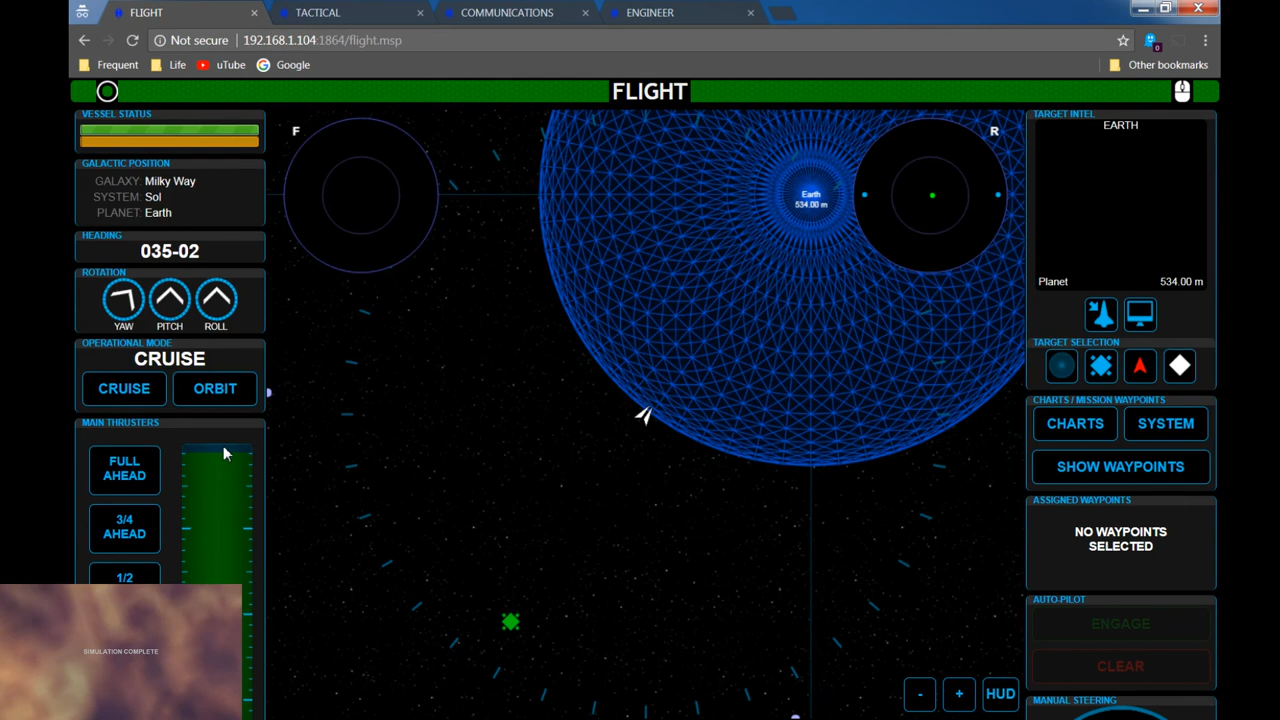 FLIGHT
TACTICAL
COMMUNICATIONS
ENGINEER
Not secure 192.168.1.104:1864/flight.msp
0
Frequent
Life
uTube
Google
Other bookmarks
FLIGHT
VESSEL STATUS
GALACTIC POSITION
GALAXY: Milky Way
SYSTEM: Sol
PLANET: Earth
HEADING
035-02
ROTATION
YAW
PITCH
ROLL
OPERATIONAL MODE
CRUISE
CRUISE
ORBIT
MAIN THRUSTERS
FULL
AHEAD
3/4
AHEAD
1/2
SIMULATION COMPLETE
F
Earth
534.00 m
R
TARGET INTEL
EARTH
Planet 534.00 m
TARGET SELECTION
CHARTS / MISSION WAYPOINTS
CHARTS
SYSTEM
SHOW WAYPOINTS
ASSIGNED WAYPOINTS
NO WAYPOINTS
SELECTED
AUTO-PILOT
ENGAGE
CLEAR
MANUAL STEERING
-
+
HUD